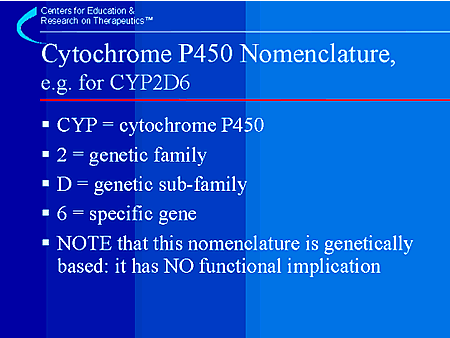 Centers for Education &
Research on Therapeutics™
Cytochrome P450 Nomenclature,
e.g. for CYP2D6
▪ CYP = cytochrome P450
▪ 2 = genetic family
▪ D = genetic sub-family
▪ 6 = specific gene
▪ NOTE that this nomenclature is genetically
based: it has NO functional implication